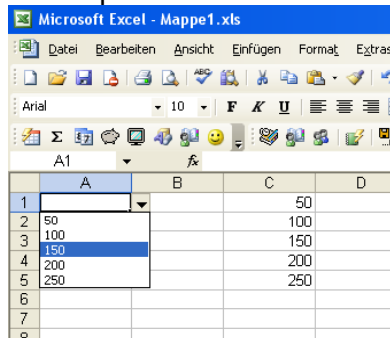 Microsoft Excel - Mappe1.xls
Datei Bearbeiten Ansicht Einfügen Format Extras
Arial 10 F K U
A1 fx
A B C D
1 50
2 50 100
3 100 150
150
4 200 200
5 250 250
6
7
8